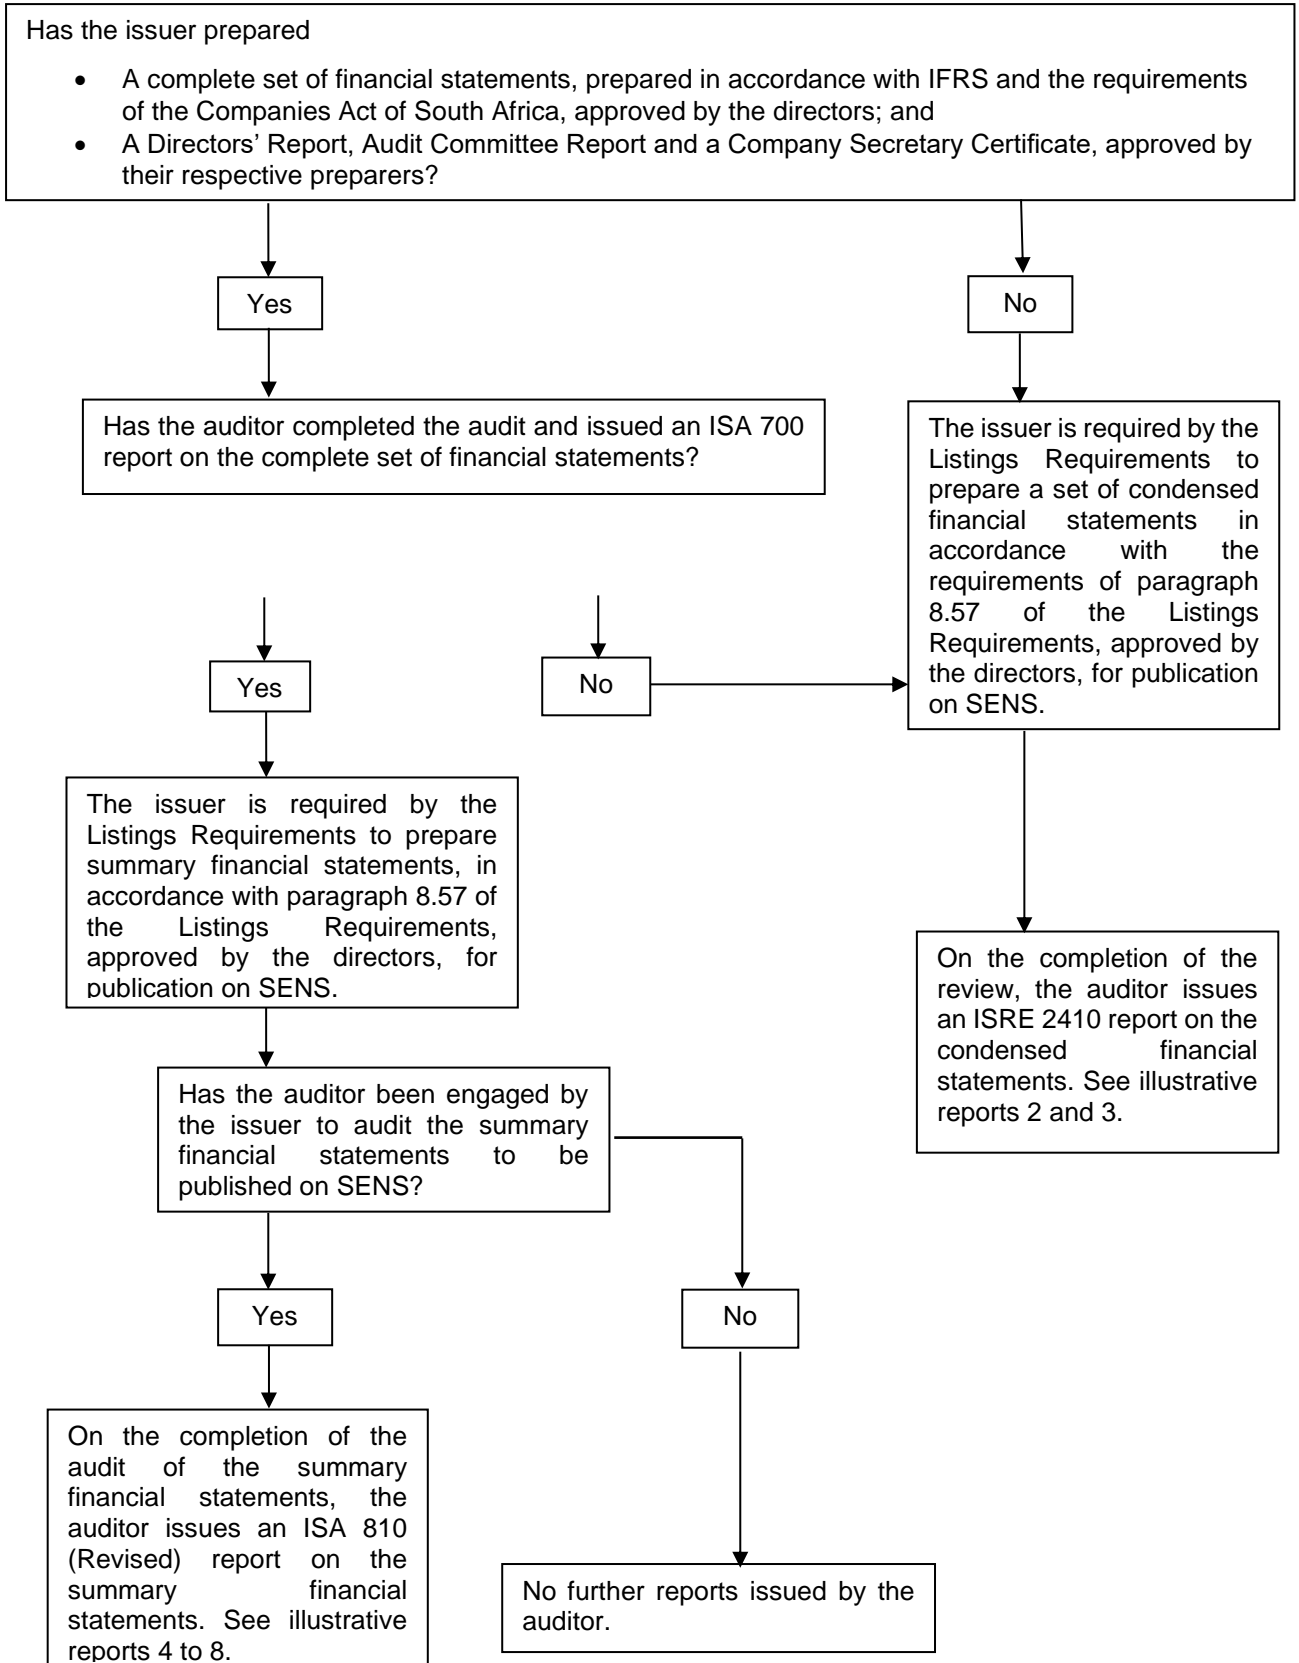 Has the issuer prepared
• A complete set of financial statements, prepared in accordance with IFRS and the requirements
of the Companies Act of South Africa, approved by the directors; and
• A Directors’ Report, Audit Committee Report and a Company Secretary Certificate, approved by
their respective preparers?
Yes
No
Has the auditor completed the audit and issued an ISA 700
report on the complete set of financial statements?
The issuer is required by the
Listings Requirements to
prepare a set of condensed
financial statements in
accordance with the
requirements of paragraph
8.57 of the Listings
Requirements, approved by
the directors, for publication
on SENS.
Yes
No
The issuer is required by the
Listings Requirements to prepare
summary financial statements, in
accordance with paragraph 8.57 of
the Listings Requirements,
approved by the directors, for
publication on SENS.
On the completion of the
review, the auditor issues
an ISRE 2410 report on the
condensed financial
statements. See illustrative
reports 2 and 3.
Has the auditor been engaged by
the issuer to audit the summary
financial statements to be
published on SENS?
Yes
No
On the completion of the
audit of the summary
financial statements, the
auditor issues an ISA 810
(Revised) report on the
summary financial
statements. See illustrative
reports 4 to 8.
No further reports issued by the
auditor.